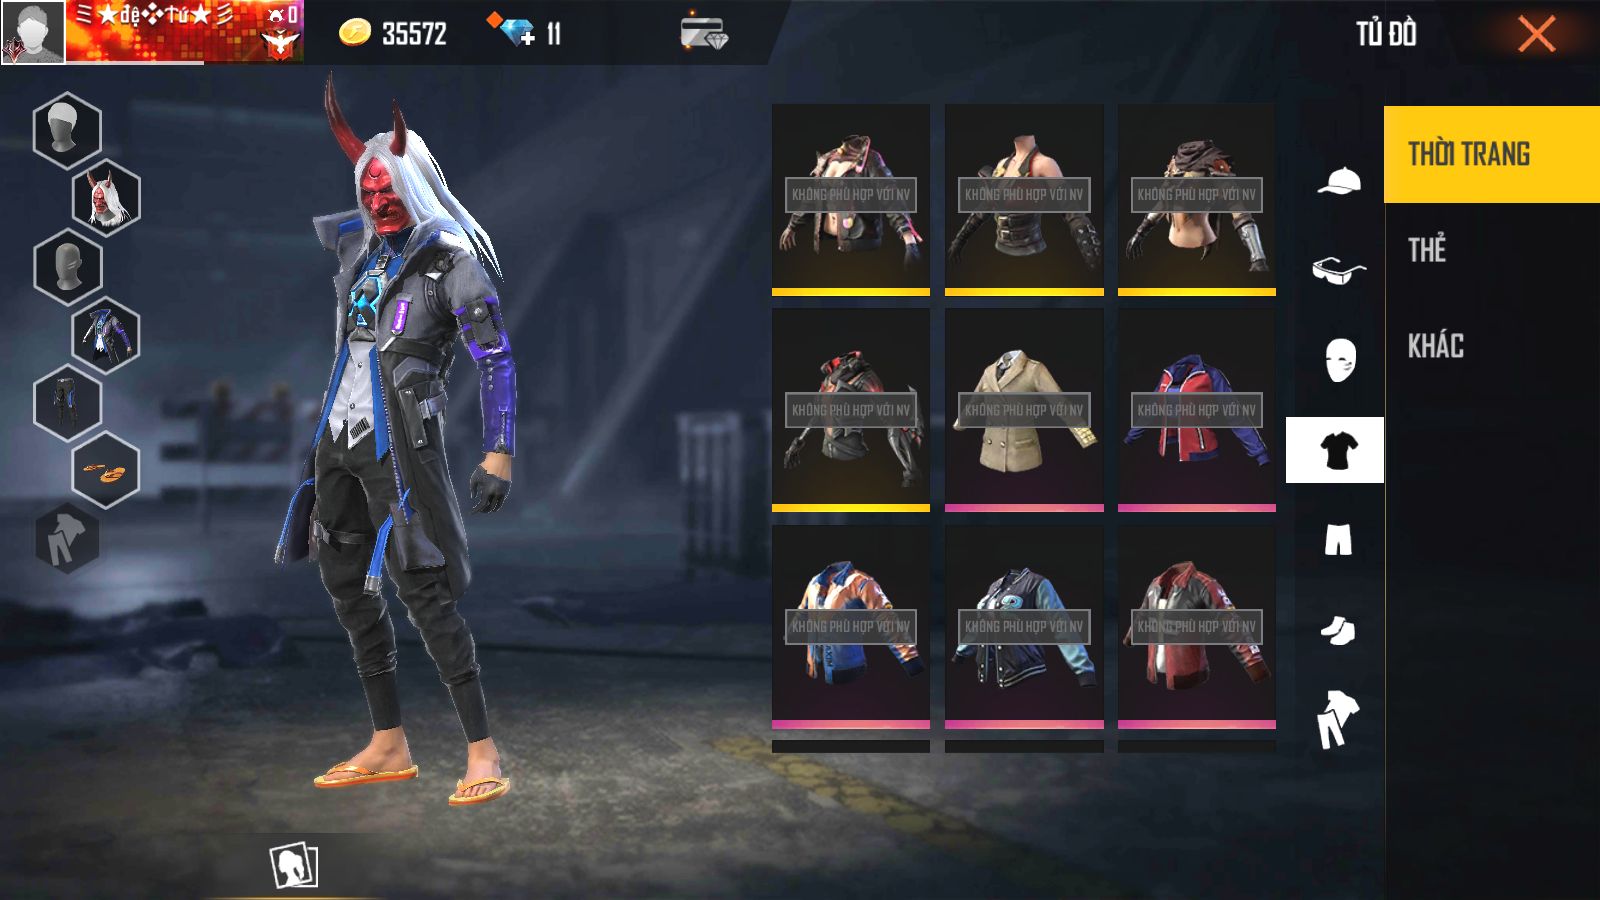 彡★đệ❖Tú★彡
0
35572
11
TỦ ĐỒ
THỜI TRANG
THẺ
KHÁC
KHÔNG PHÙ HỢP VỚI NV
KHÔNG PHÙ HỢP VỚI NV
KHÔNG PHÙ HỢP VỚI NV
KHÔNG PHÙ HỢP VỚI NV
KHÔNG PHÙ HỢP VỚI NV
KHÔNG PHÙ HỢP VỚI NV
KHÔNG PHÙ HỢP VỚI NV
KHÔNG PHÙ HỢP VỚI NV
KHÔNG PHÙ HỢP VỚI NV